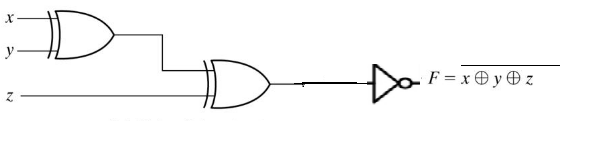 x
y
z
F = x ⊕ y ⊕ z